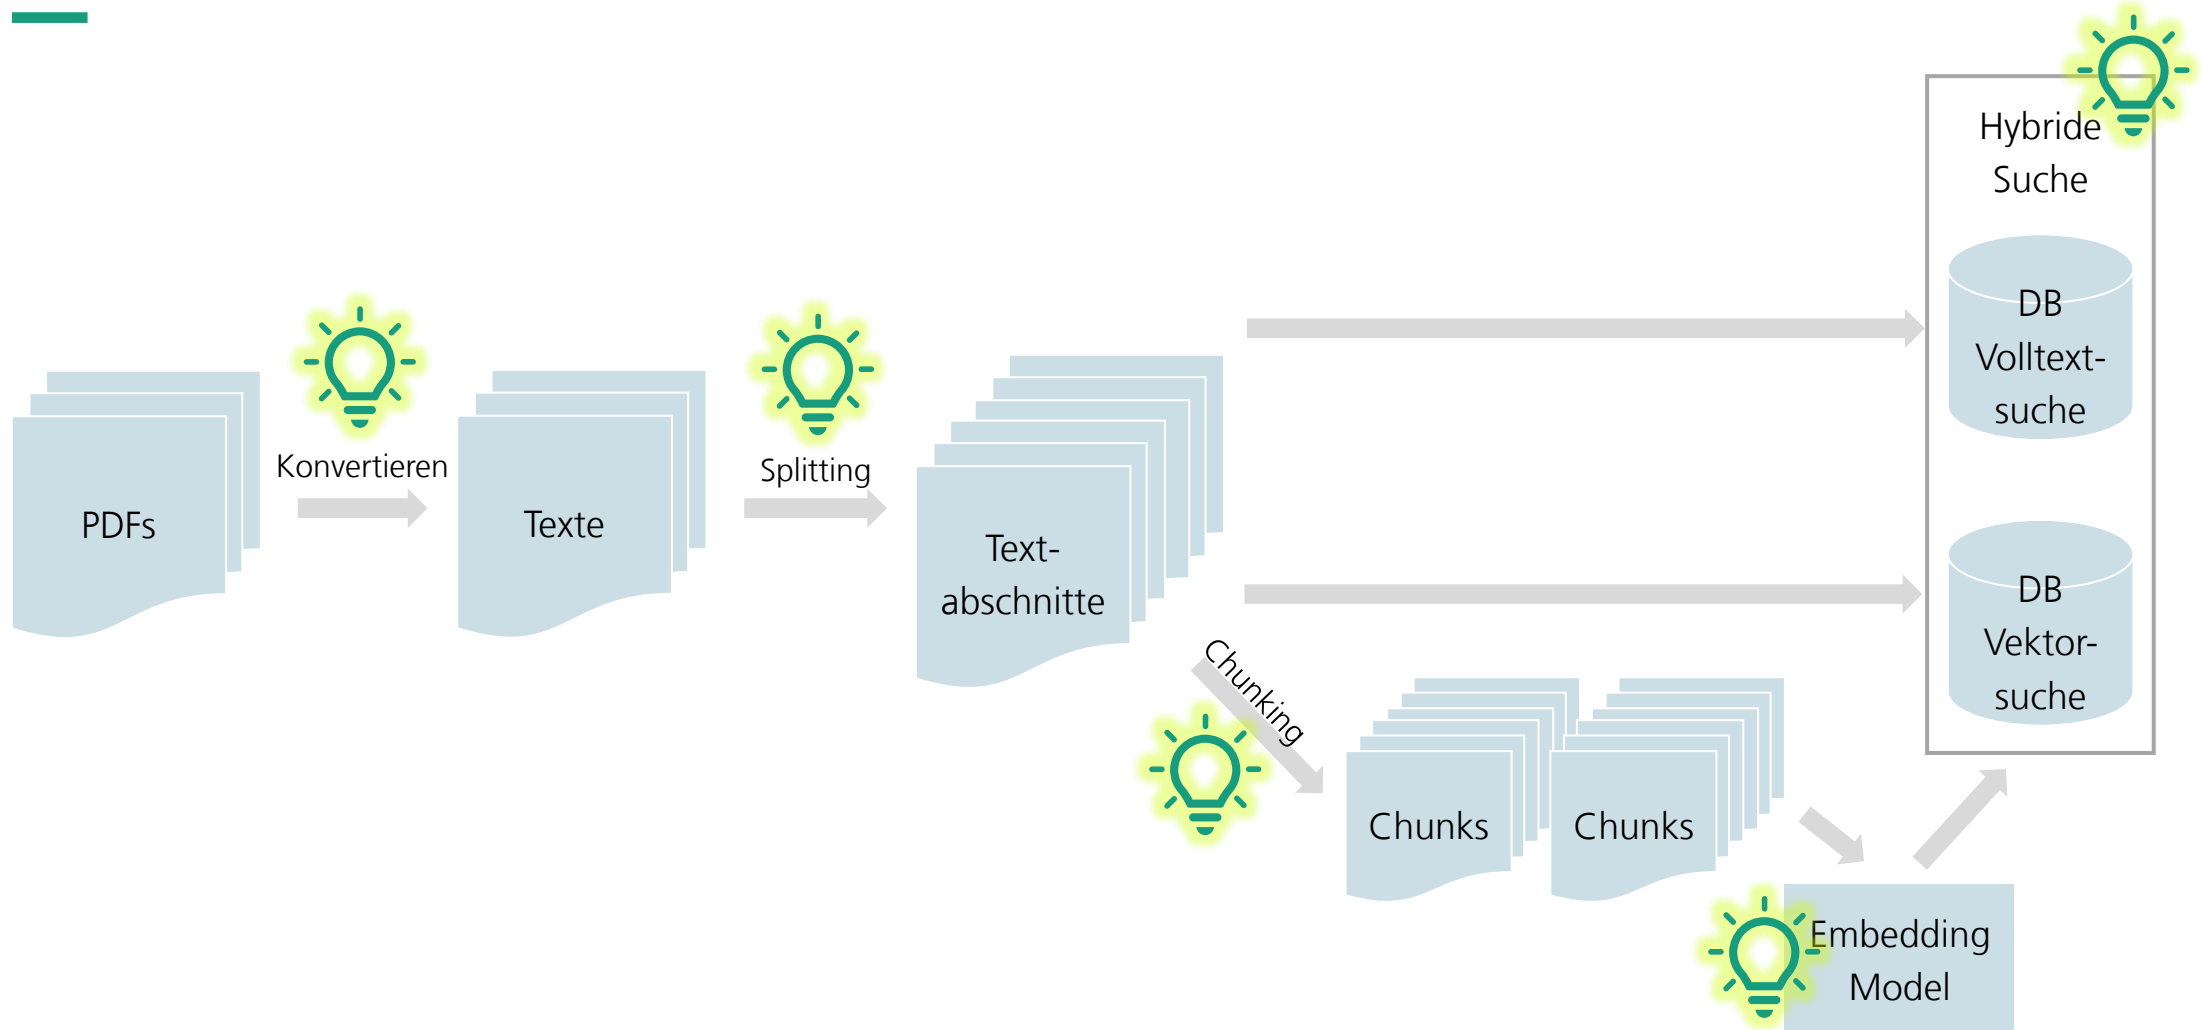 Hybride
Suche
DB
Volltext-
suche
Konvertieren
Splitting
PDFs
Texte
Text-
abschnitte
DB
Vektor-
suche
Chunking
Chunks
Chunks
Embedding
Model